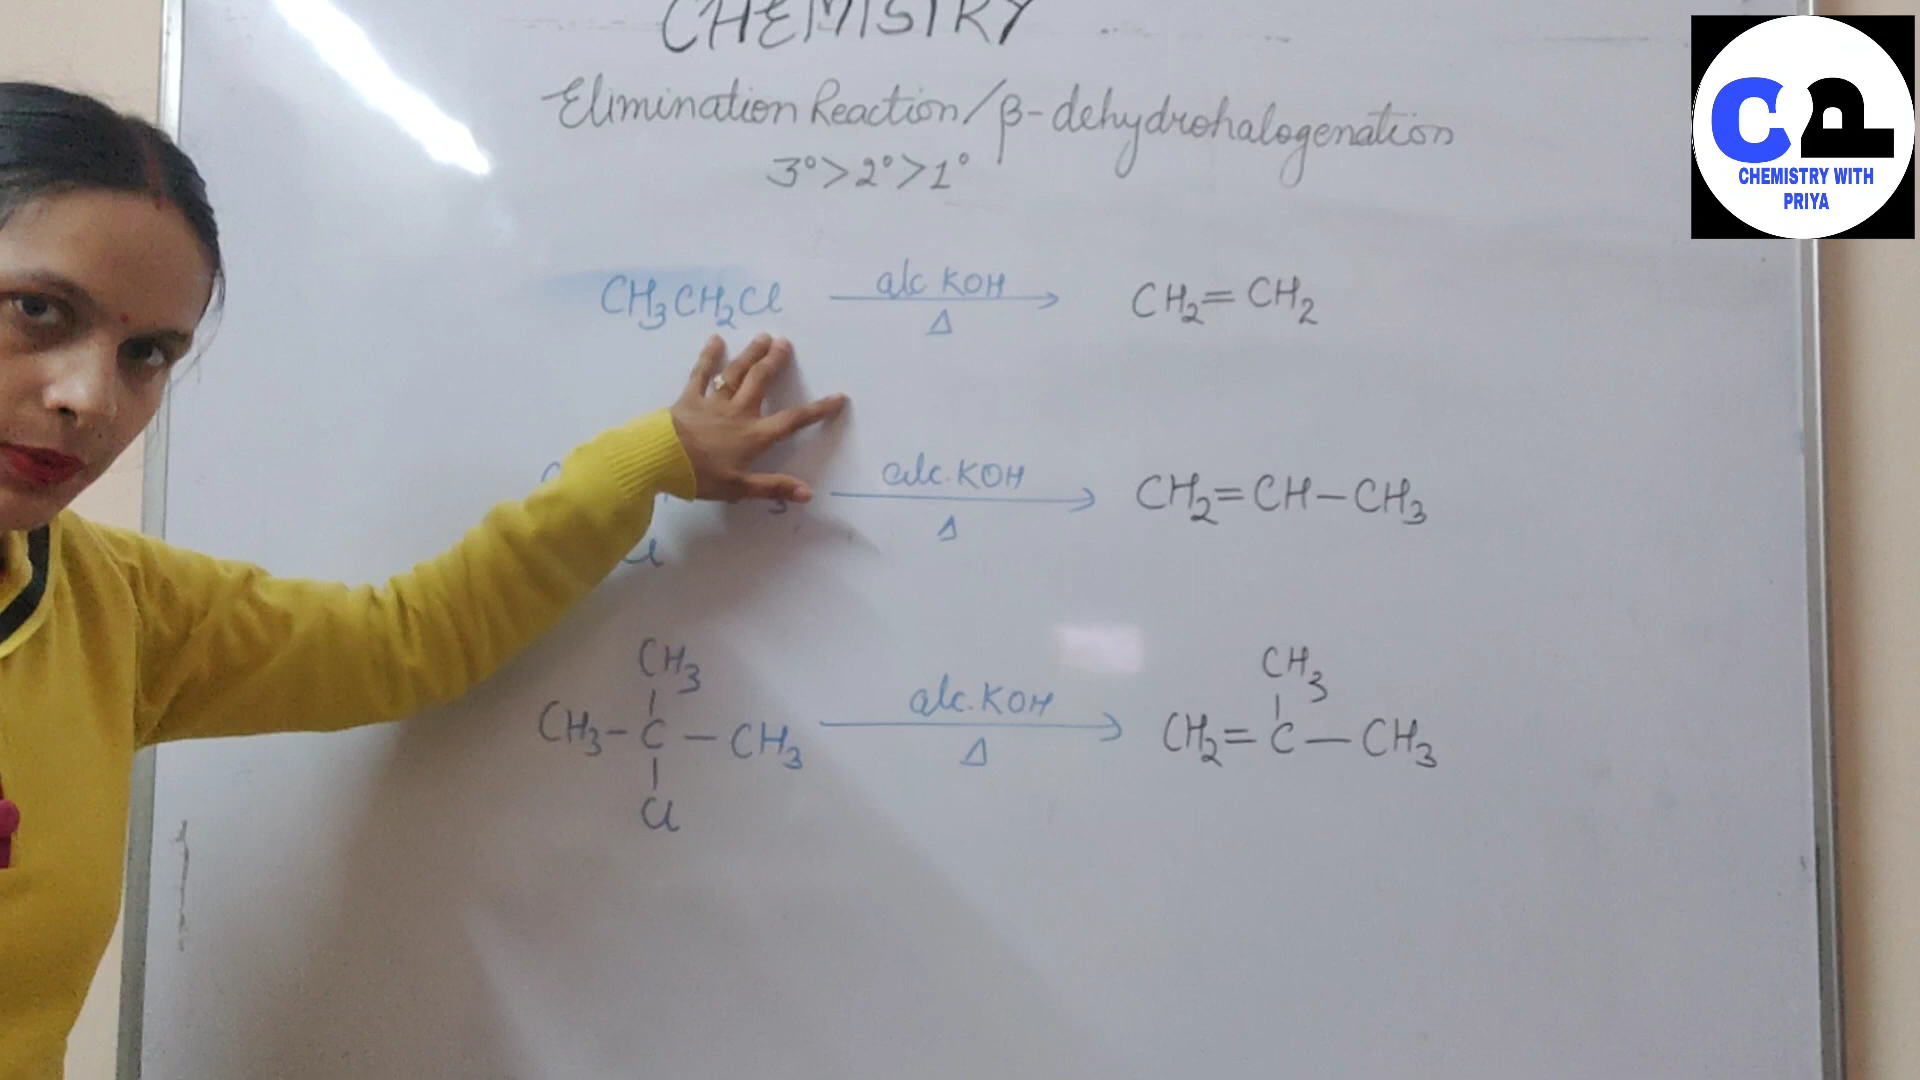 CHEMISTRY
Elimination Reaction/β-dehydrohalogenation
3°>2°>1°
CH₃CH₂Cl alc KOH Δ CH₂=CH₂
alc.KOH Δ CH₂=CH–CH₃
CH₃ CH₃
CH₃–C–CH₃ alc.KOH Δ CH₂=C–CH₃
Cl
CP
CHEMISTRY WITH
PRIYA